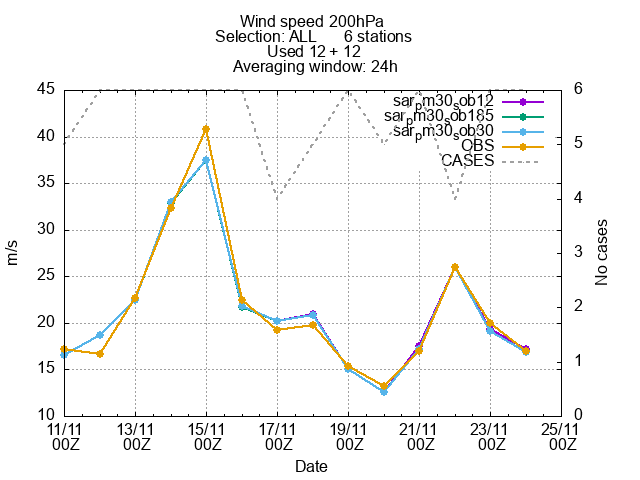 Wind speed 200hPa
Selection: ALL 6 stations
Used 12 + 12
Averaging window: 24h
45
40
35
30
25
20
15
10
6
5
4
3
2
1
0
m/s
No cases
sarpm30sob12
sarpm30sob185
sarpm30sob30
OBS
CASES
11/11 13/11 15/11 17/11 19/11 21/11 23/11 25/11
00Z 00Z 00Z 00Z 00Z 00Z 00Z 00Z
Date